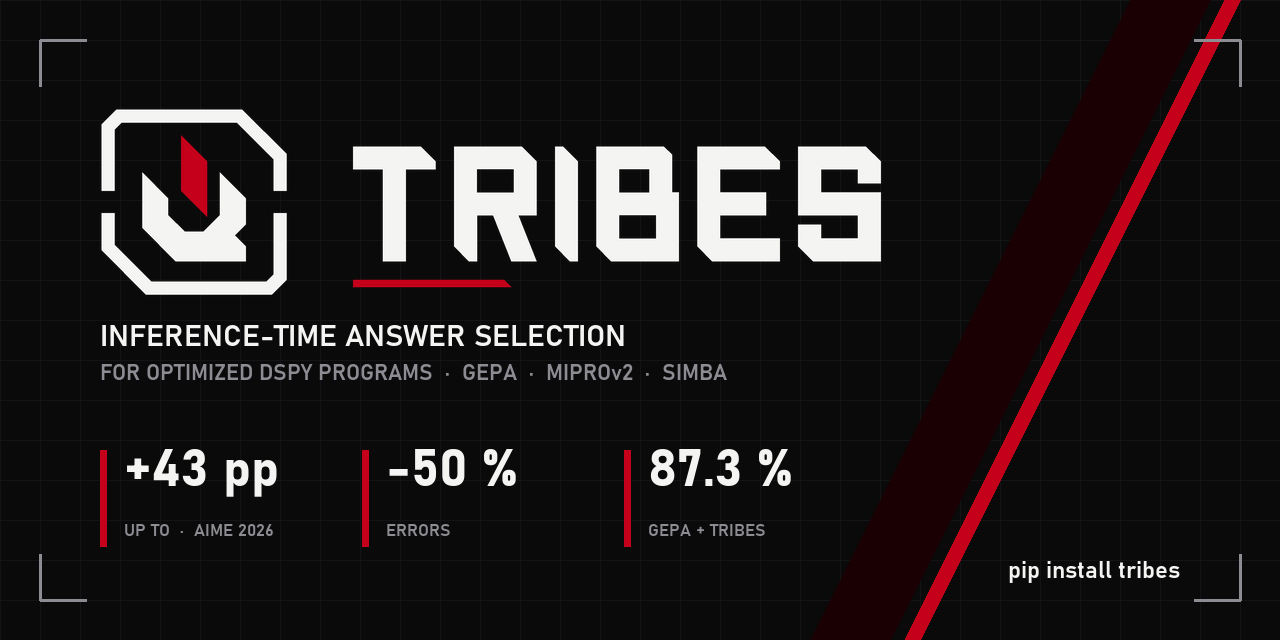 TRIBES
INFERENCE-TIME ANSWER SELECTION
FOR OPTIMIZED DSPY PROGRAMS · GEPA · MIPROv2 · SIMBA
+43 pp
UP TO · AIME 2026
-50 %
ERRORS
87.3 %
GEPA + TRIBES
pip install tribes